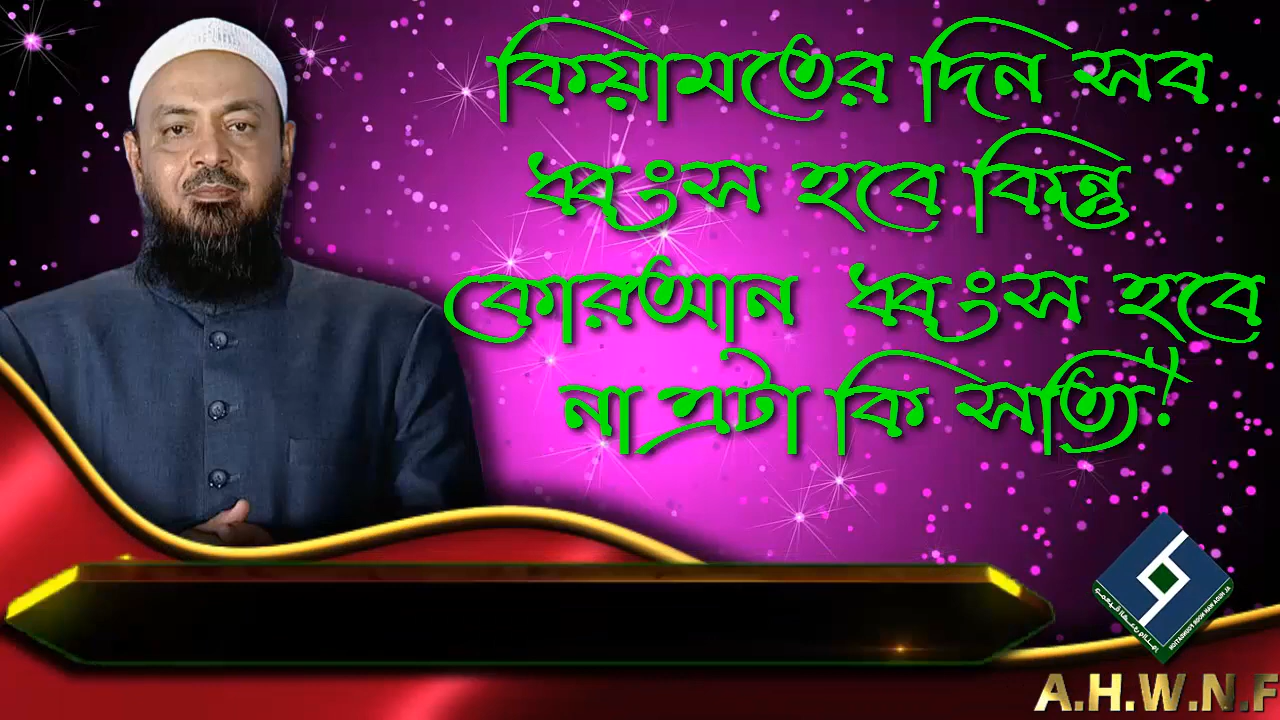 কিয়ামতের দিন সব
ধ্বংস হবে কিন্তু
কোরআন ধ্বংস হবে
না এটা কি সত্যি!
A.H.W.N.F